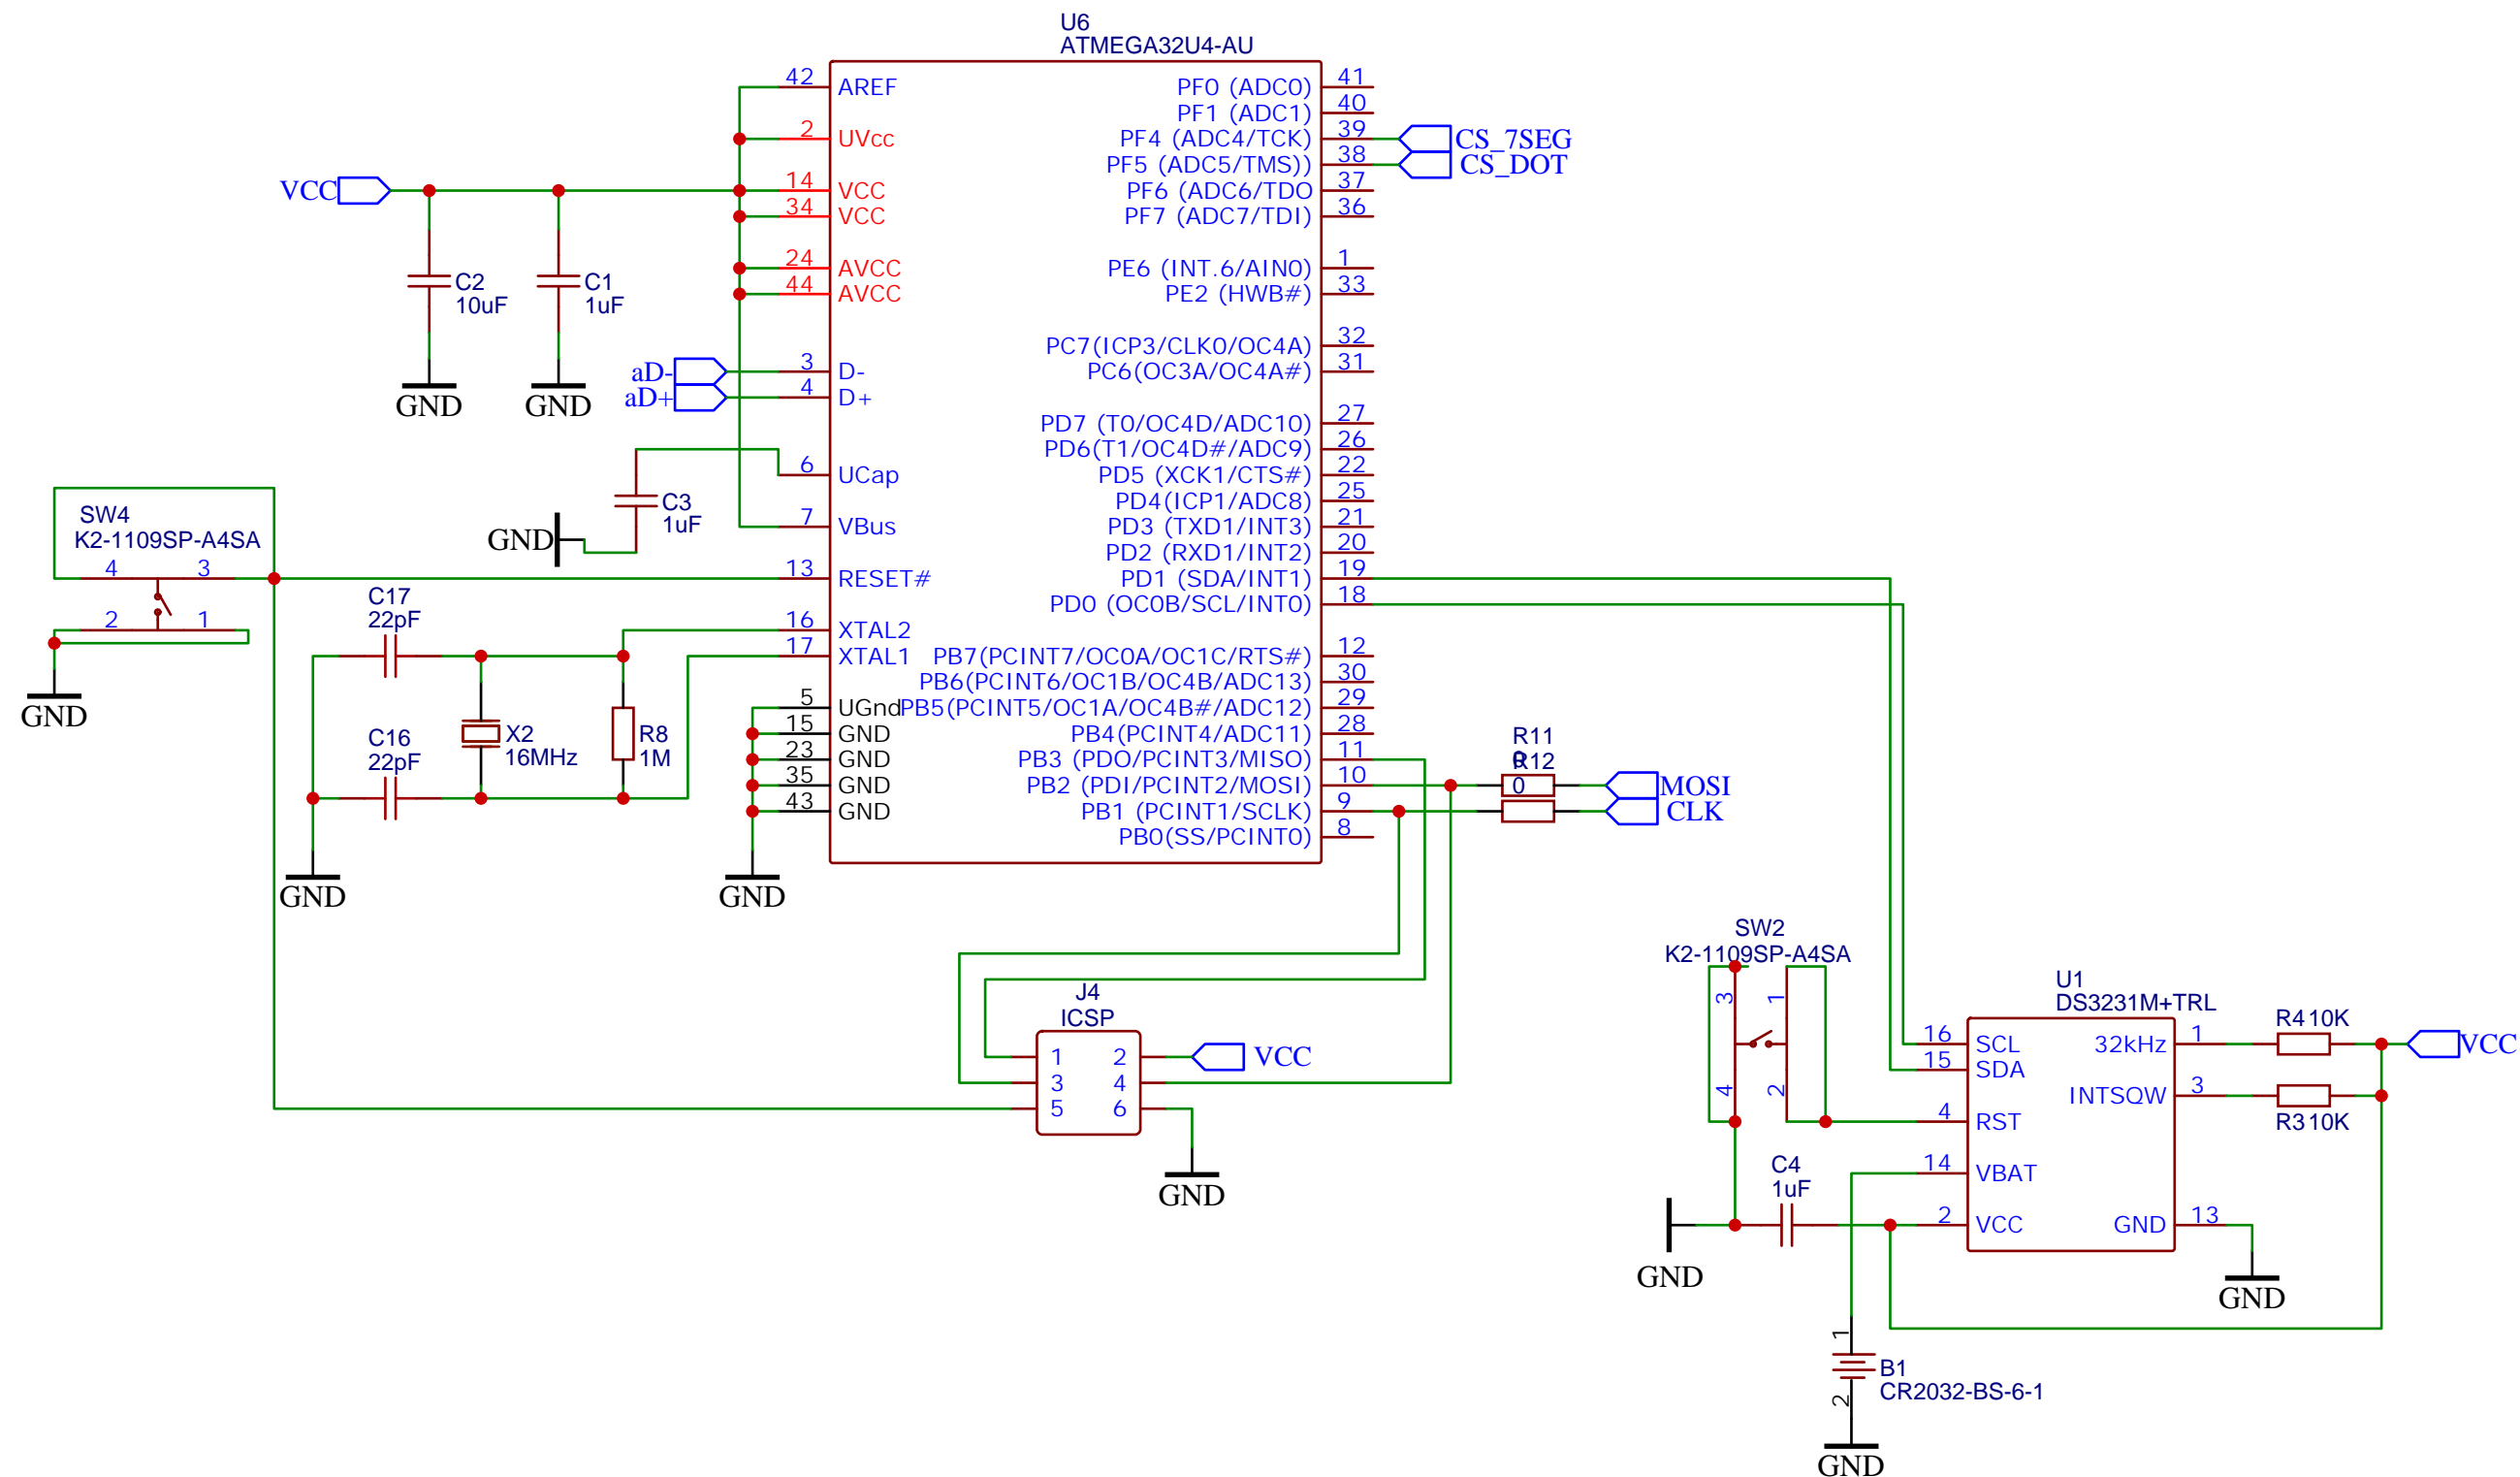 U6
ATMEGA32U4-AU
42 AREF
2 UVcc
14 VCC
34 VCC
24 AVCC
44 AVCC
3 D-
4 D+
6 UCap
7 VBus
13 RESET#
16 XTAL2
17 XTAL1
5 UGnd
15 GND
23 GND
35 GND
43 GND
PF0 (ADC0) 41
PF1 (ADC1) 40
PF4 (ADC4/TCK) 39
PF5 (ADC5/TMS)) 38
PF6 (ADC6/TDO 37
PF7 (ADC7/TDI) 36
PE6 (INT.6/AIN0) 1
PE2 (HWB#) 33
PC7(ICP3/CLK0/OC4A) 32
PC6(OC3A/OC4A#) 31
PD7 (T0/OC4D/ADC10) 27
PD6(T1/OC4D#/ADC9) 26
PD5 (XCK1/CTS#) 22
PD4(ICP1/ADC8) 25
PD3 (TXD1/INT3) 21
PD2 (RXD1/INT2) 20
PD1 (SDA/INT1) 19
PD0 (OC0B/SCL/INT0) 18
PB7(PCINT7/OC0A/OC1C/RTS#) 12
PB6(PCINT6/OC1B/OC4B/ADC13) 30
PB5(PCINT5/OC1A/OC4B#/ADC12) 29
PB4(PCINT4/ADC11) 28
PB3 (PDO/PCINT3/MISO) 11
PB2 (PDI/PCINT2/MOSI) 10
PB1 (PCINT1/SCLK) 9
PB0(SS/PCINT0) 8
CS_7SEG
CS_DOT
VCC
C2
10uF
GND
C1
1uF
GND
aD-
aD+
C3
1uF
GND
SW4
K2-1109SP-A4SA
4 3
2 1
GND
C17
22pF
C16
22pF
X2
16MHz
R8
1M
GND
GND
R11
0
R12
0
MOSI
CLK
J4
ICSP
1 2
3 4
5 6
VCC
GND
SW2
K2-1109SP-A4SA
3 1
4 2
C4
1uF
GND
U1
DS3231M+TRL
16 SCL
15 SDA
4 RST
14 VBAT
2 VCC
32kHz 1
INTSQW 3
GND 13
R4 10K
R3 10K
VCC
GND
1
B1
CR2032-BS-6-1
2
GND